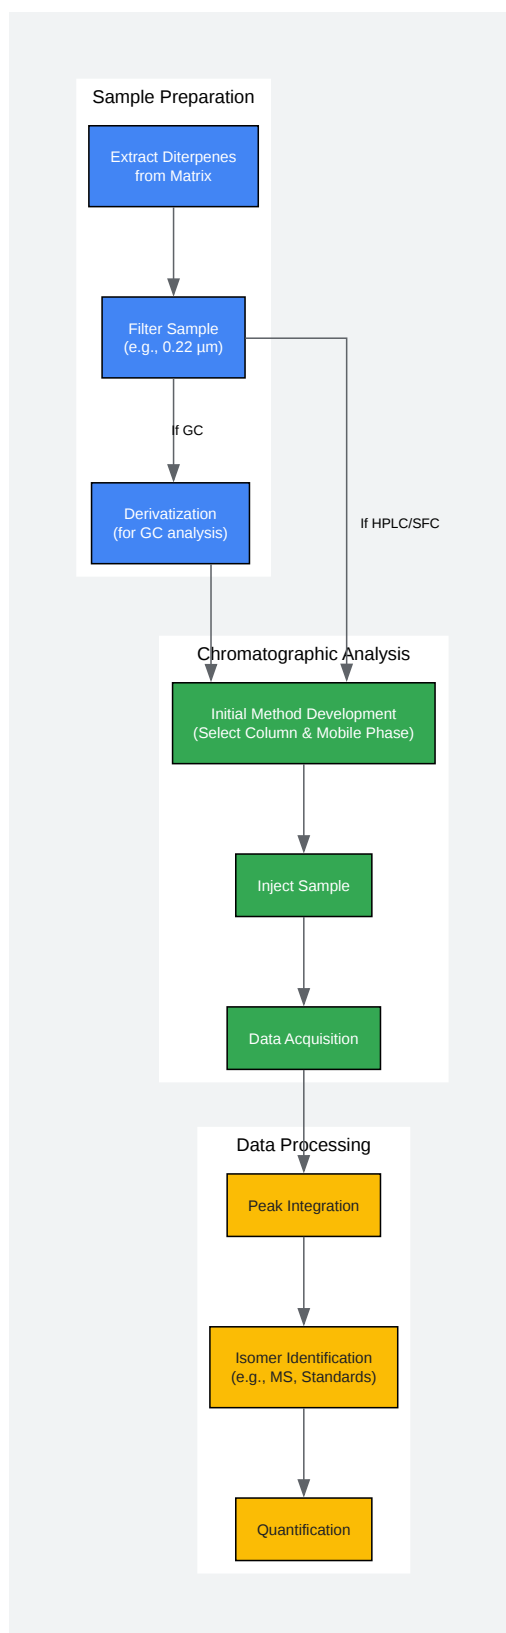 Sample Preparation
Extract Diterpenes
from Matrix
Filter Sample
(e.g., 0.22 µm)
If GC
Derivatization
(for GC analysis)
If HPLC/SFC
Chromatographic Analysis
Initial Method Development
(Select Column & Mobile Phase)
Inject Sample
Data Acquisition
Data Processing
Peak Integration
Isomer Identification
(e.g., MS, Standards)
Quantification